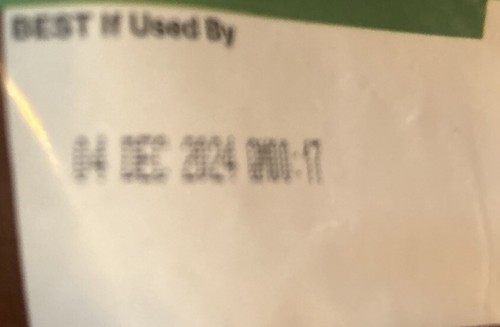 BEST If Used By
04 DEC 2024